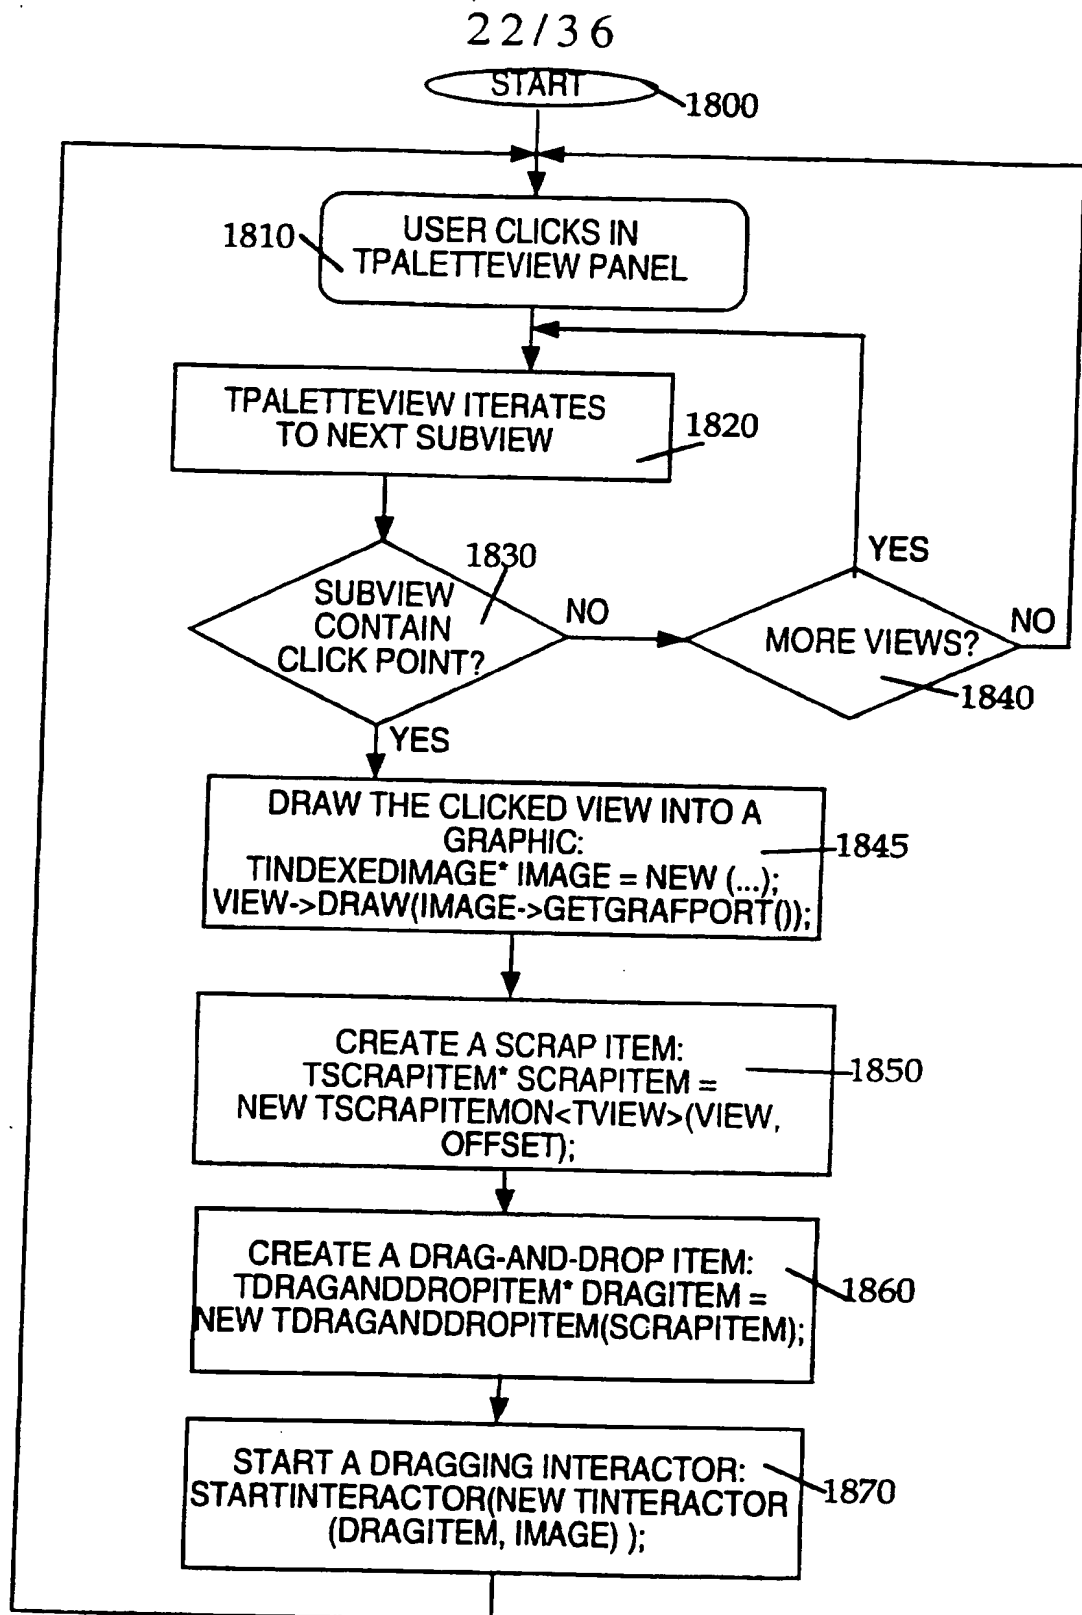 22/36
START
1800
USER CLICKS IN
TPALETTEVIEW PANEL
1810
TPALETTEVIEW ITERATES
TO NEXT SUBVIEW
1820
1830
SUBVIEW
CONTAIN
CLICK POINT?
NO
YES
MORE VIEWS?
NO
1840
YES
DRAW THE CLICKED VIEW INTO A
GRAPHIC:
TINDEXEDIMAGE* IMAGE = NEW (...);
VIEW->DRAW(IMAGE->GETGRAFPORT());
1845
CREATE A SCRAP ITEM:
TSCRAPITEM* SCRAPITEM =
NEW TSCRAPITEMON<TVIEW>(VIEW,
OFFSET);
1850
CREATE A DRAG-AND-DROP ITEM:
TDRAGANDDROPITEM* DRAGITEM =
NEW TDRAGANDDROPITEM(SCRAPITEM);
1860
START A DRAGGING INTERACTOR:
STARTINTERACTOR(NEW TINTERACTOR
(DRAGITEM, IMAGE) );
1870